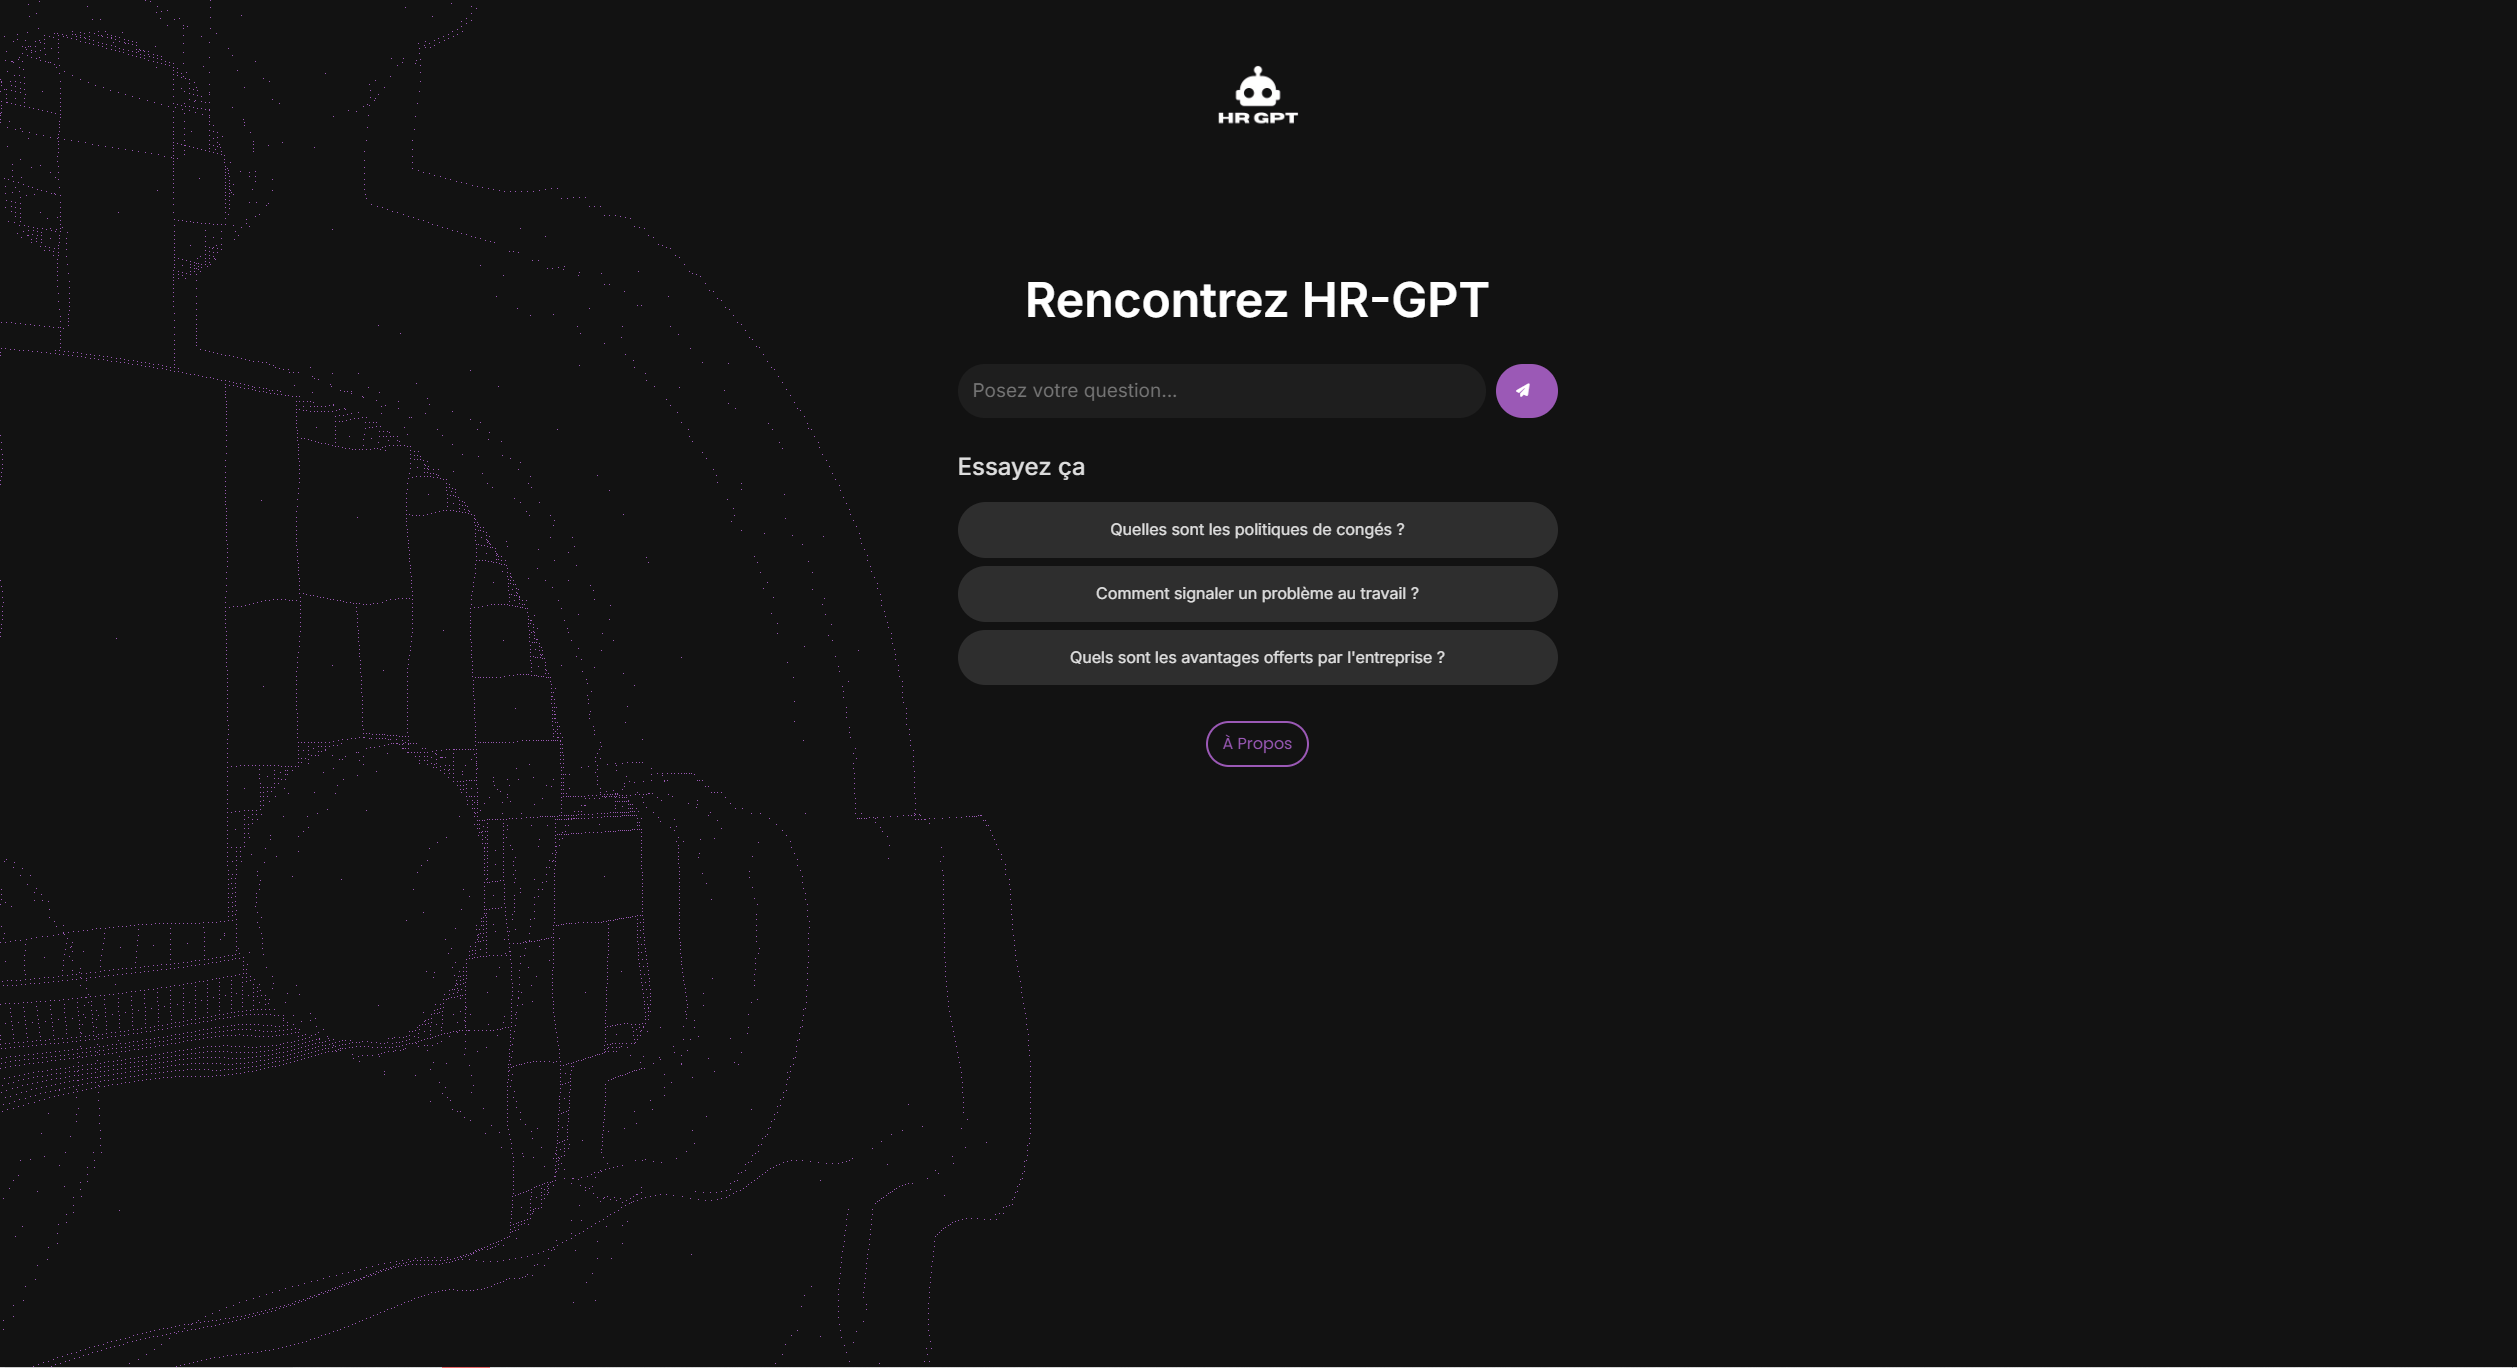 HR GPT
Rencontrez HR-GPT
Posez votre question...
Essayez ça
Quelles sont les politiques de congés ?
Comment signaler un problème au travail ?
Quels sont les avantages offerts par l'entreprise ?
À Propos